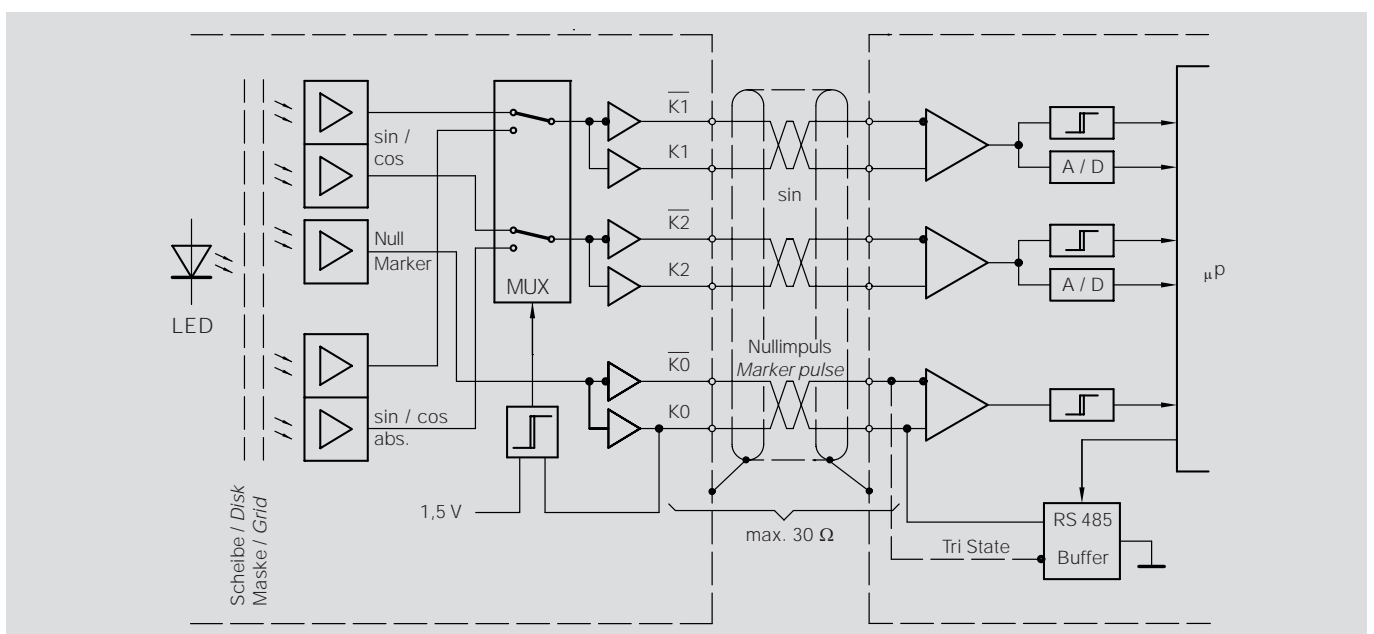 sin /
cos
Null
Marker
LED
sin / cos
abs.
Scheibe / Disk
Maske / Grid
MUX
1,5 V
K1
K1
K2
K2
K0
K0
sin
Nullimpuls
Marker pulse
max. 30 Ω
A / D
A / D
μp
Tri State
RS 485
Buffer